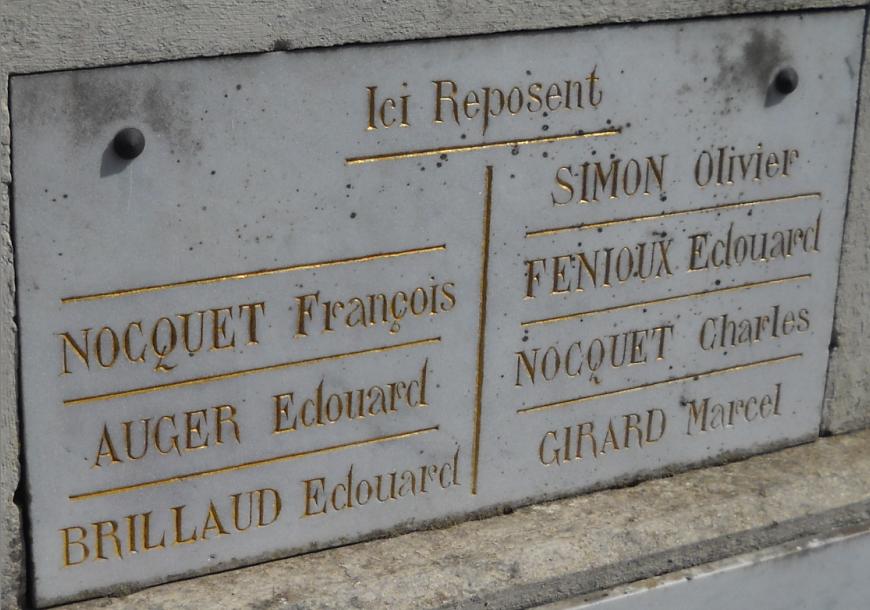 Ici Reposent
NOCQUET François
AUGER Edouard
BRILLAUD Edouard
SIMON Olivier
FENIOUX Edouard
NOCQUET Charles
GIRARD Marcel